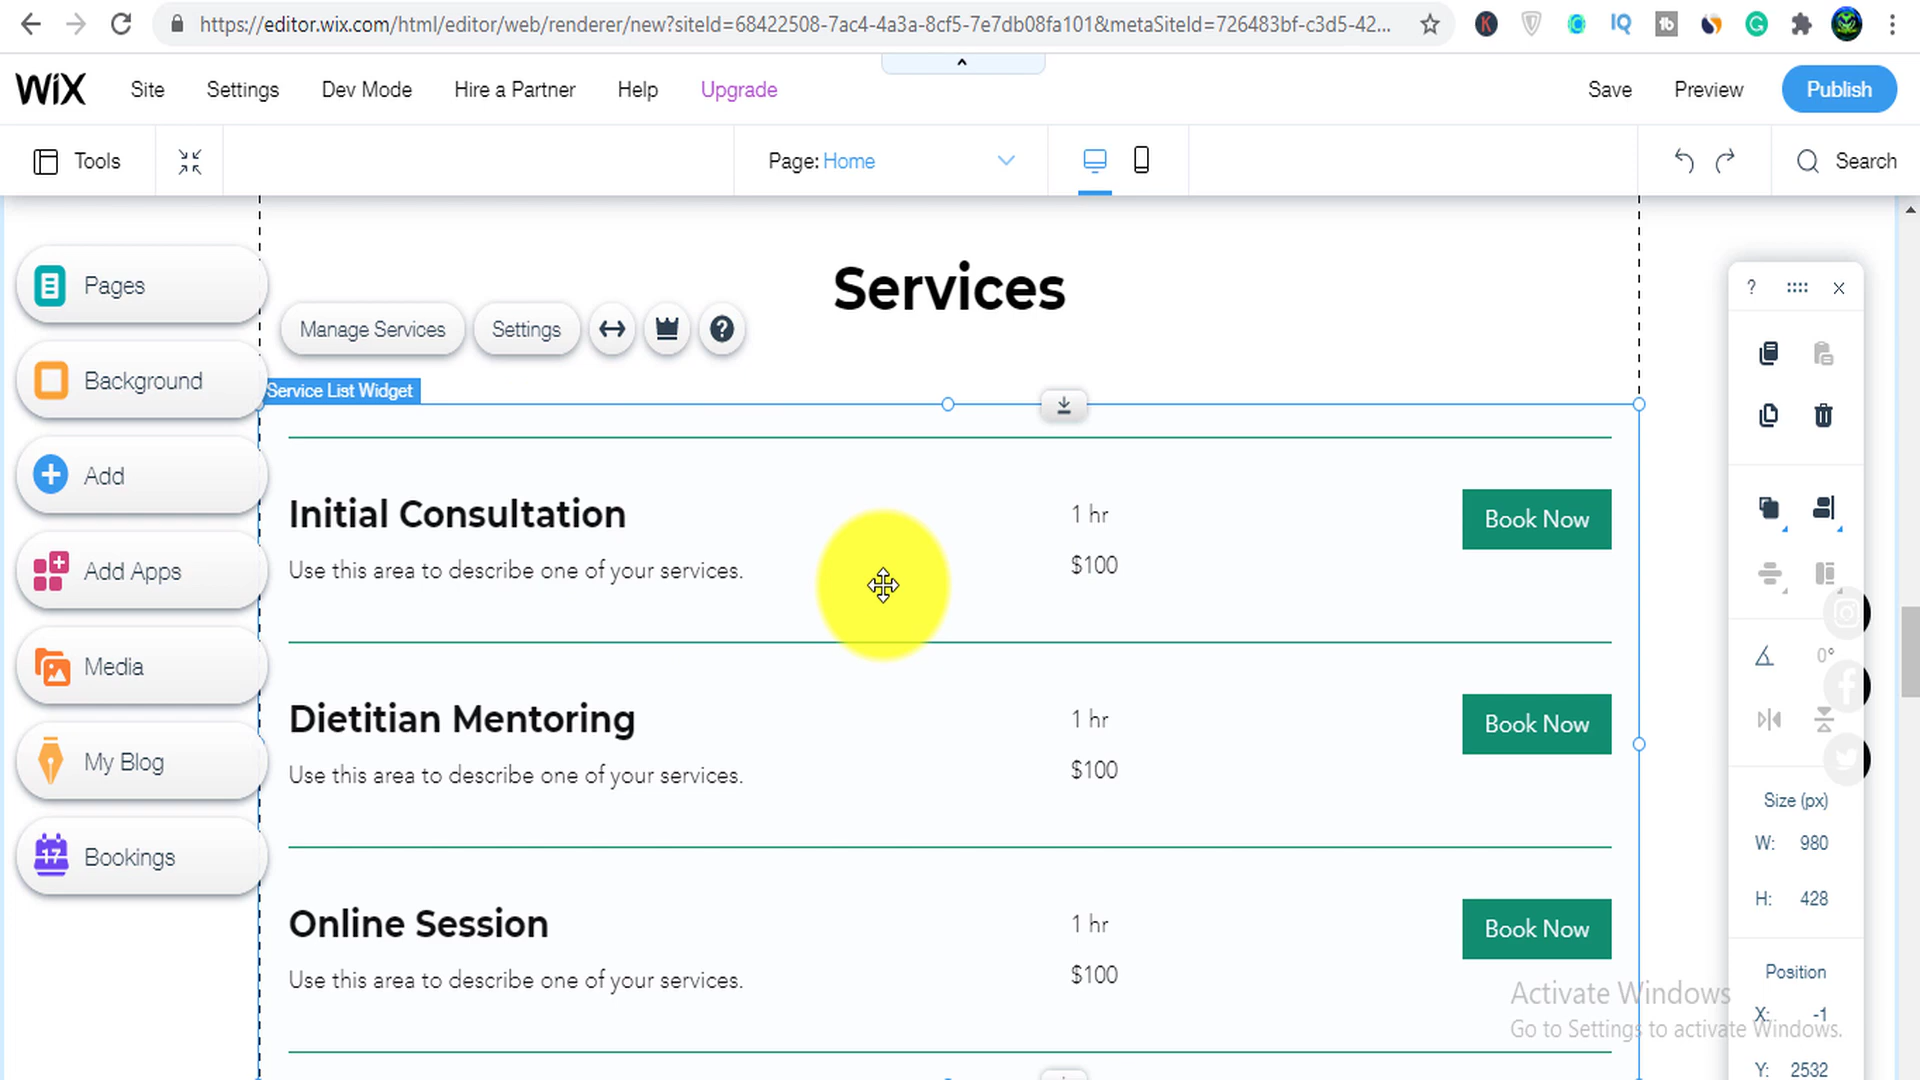 https://editor.wix.com/html/editor/web/renderer/new?siteId=68422508-7ac4-4a3a-8cf5-7e7db08fa101&metaSiteId=726483bf-c3d5-42...
WiX Site Settings Dev Mode Hire a Partner Help Upgrade Save Preview Publish
Tools Page: Home Search
Services
Pages
Manage Services Settings
Background
Service List Widget
Add
Initial Consultation 1 hr Book Now
Use this area to describe one of your services. $100
Add Apps
0°
Media
Dietitian Mentoring 1 hr Book Now
Use this area to describe one of your services. $100
My Blog
Size (px)
W: 980
17 Bookings
H: 428
Online Session 1 hr Book Now
Use this area to describe one of your services. $100
Position
Activate Windows
X: -1
Go to Settings to activate Windows.
Y: 2532